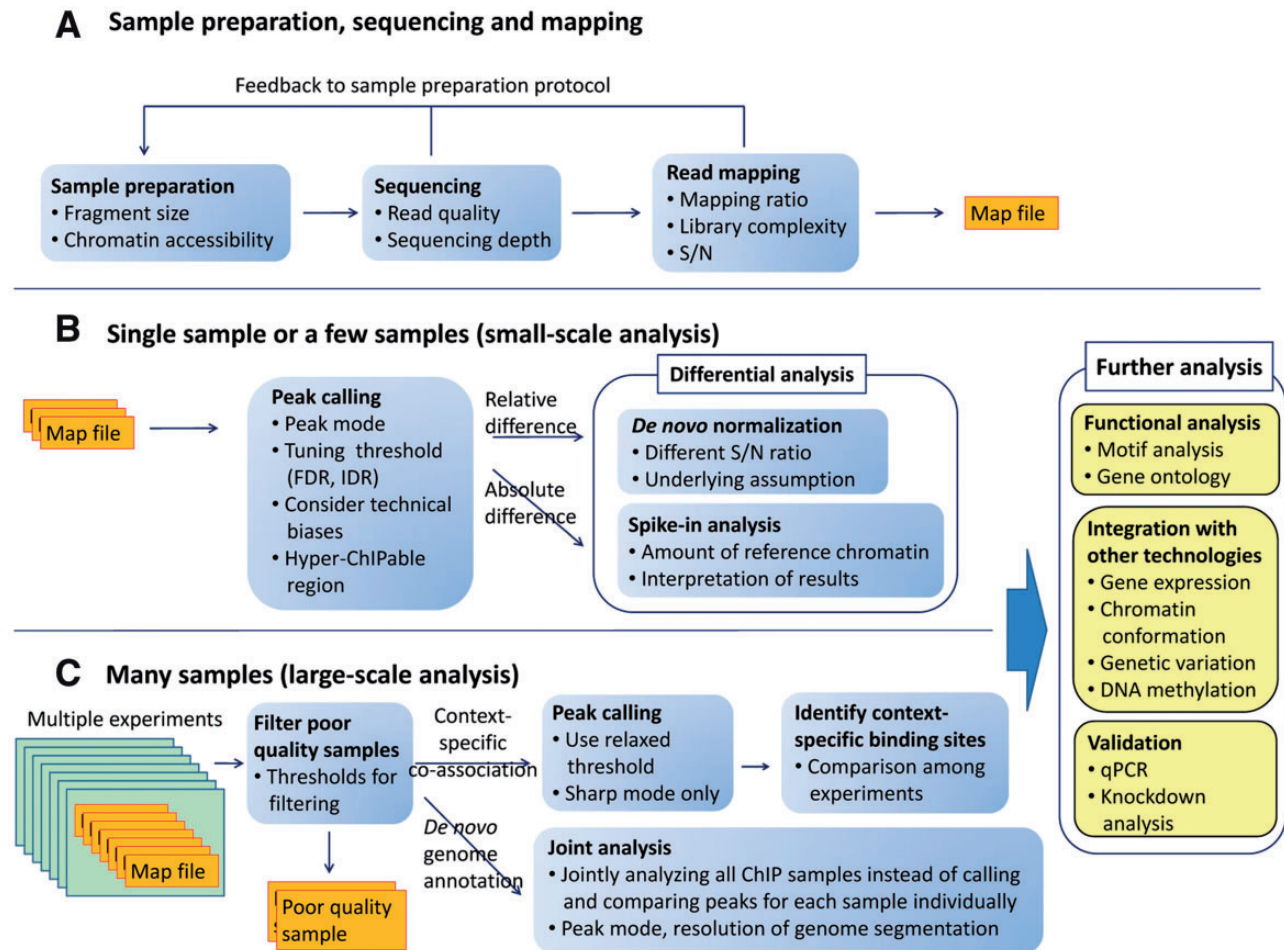 A Sample preparation, sequencing and mapping
Feedback to sample preparation protocol
Sample preparation
• Fragment size
• Chromatin accessibility
Sequencing
• Read quality
• Sequencing depth
Read mapping
• Mapping ratio
• Library complexity
• S/N
Map file
B Single sample or a few samples (small-scale analysis)
Map file
Peak calling
• Peak mode
• Tuning threshold
(FDR, IDR)
• Consider technical
biases
• Hyper-ChIPable
region
Relative
difference
Absolute
difference
Differential analysis
De novo normalization
• Different S/N ratio
• Underlying assumption
Spike-in analysis
• Amount of reference chromatin
• Interpretation of results
C Many samples (large-scale analysis)
Multiple experiments
Map file
Filter poor
quality samples
• Thresholds for
filtering
Poor quality
sample
Context-
specific
co-association
De novo
genome
annotation
Peak calling
• Use relaxed
threshold
• Sharp mode only
Identify context-
specific binding sites
• Comparison among
experiments
Joint analysis
• Jointly analyzing all ChIP samples instead of calling
and comparing peaks for each sample individually
• Peak mode, resolution of genome segmentation
Further analysis
Functional analysis
• Motif analysis
• Gene ontology
Integration with
other technologies
• Gene expression
• Chromatin
conformation
• Genetic variation
• DNA methylation
Validation
• qPCR
• Knockdown
analysis